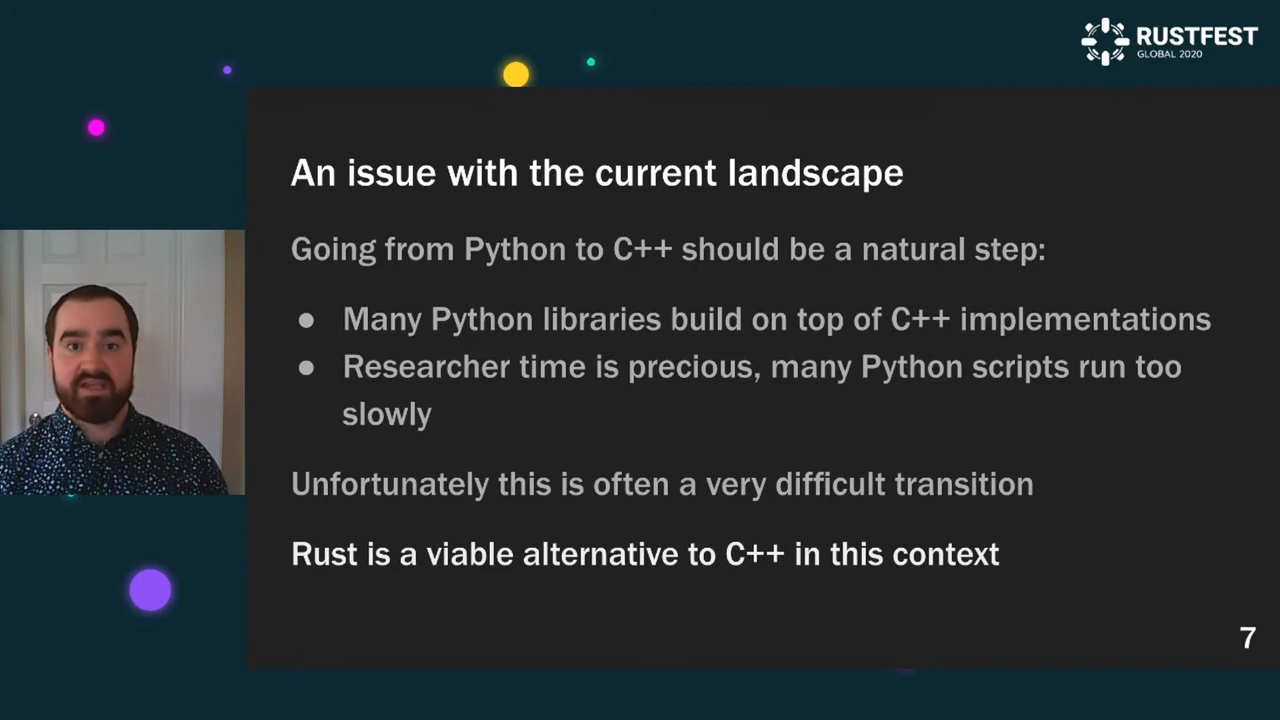 RUSTFEST
GLOBAL 2020
An issue with the current landscape
Going from Python to C++ should be a natural step:
● Many Python libraries build on top of C++ implementations
● Researcher time is precious, many Python scripts run too
slowly
Unfortunately this is often a very difficult transition
Rust is a viable alternative to C++ in this context
7